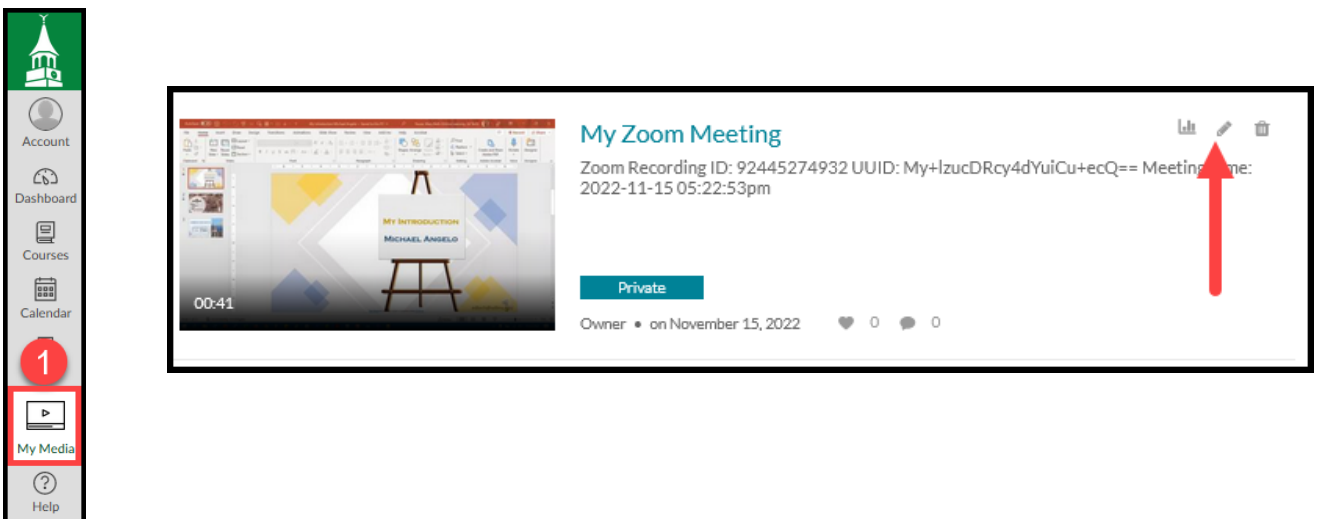 Account
Dashboard
Courses
Calendar
1
My Media
Help
MY INTRODUCTION
MICHAEL ANGELO
00:41
My Zoom Meeting
Zoom Recording ID: 92445274932 UUID: My+lzucDRcy4dYuiCu+ecQ== Meeting me:
2022-11-15 05:22:53pm
Private
Owner • on November 15, 2022 0 0